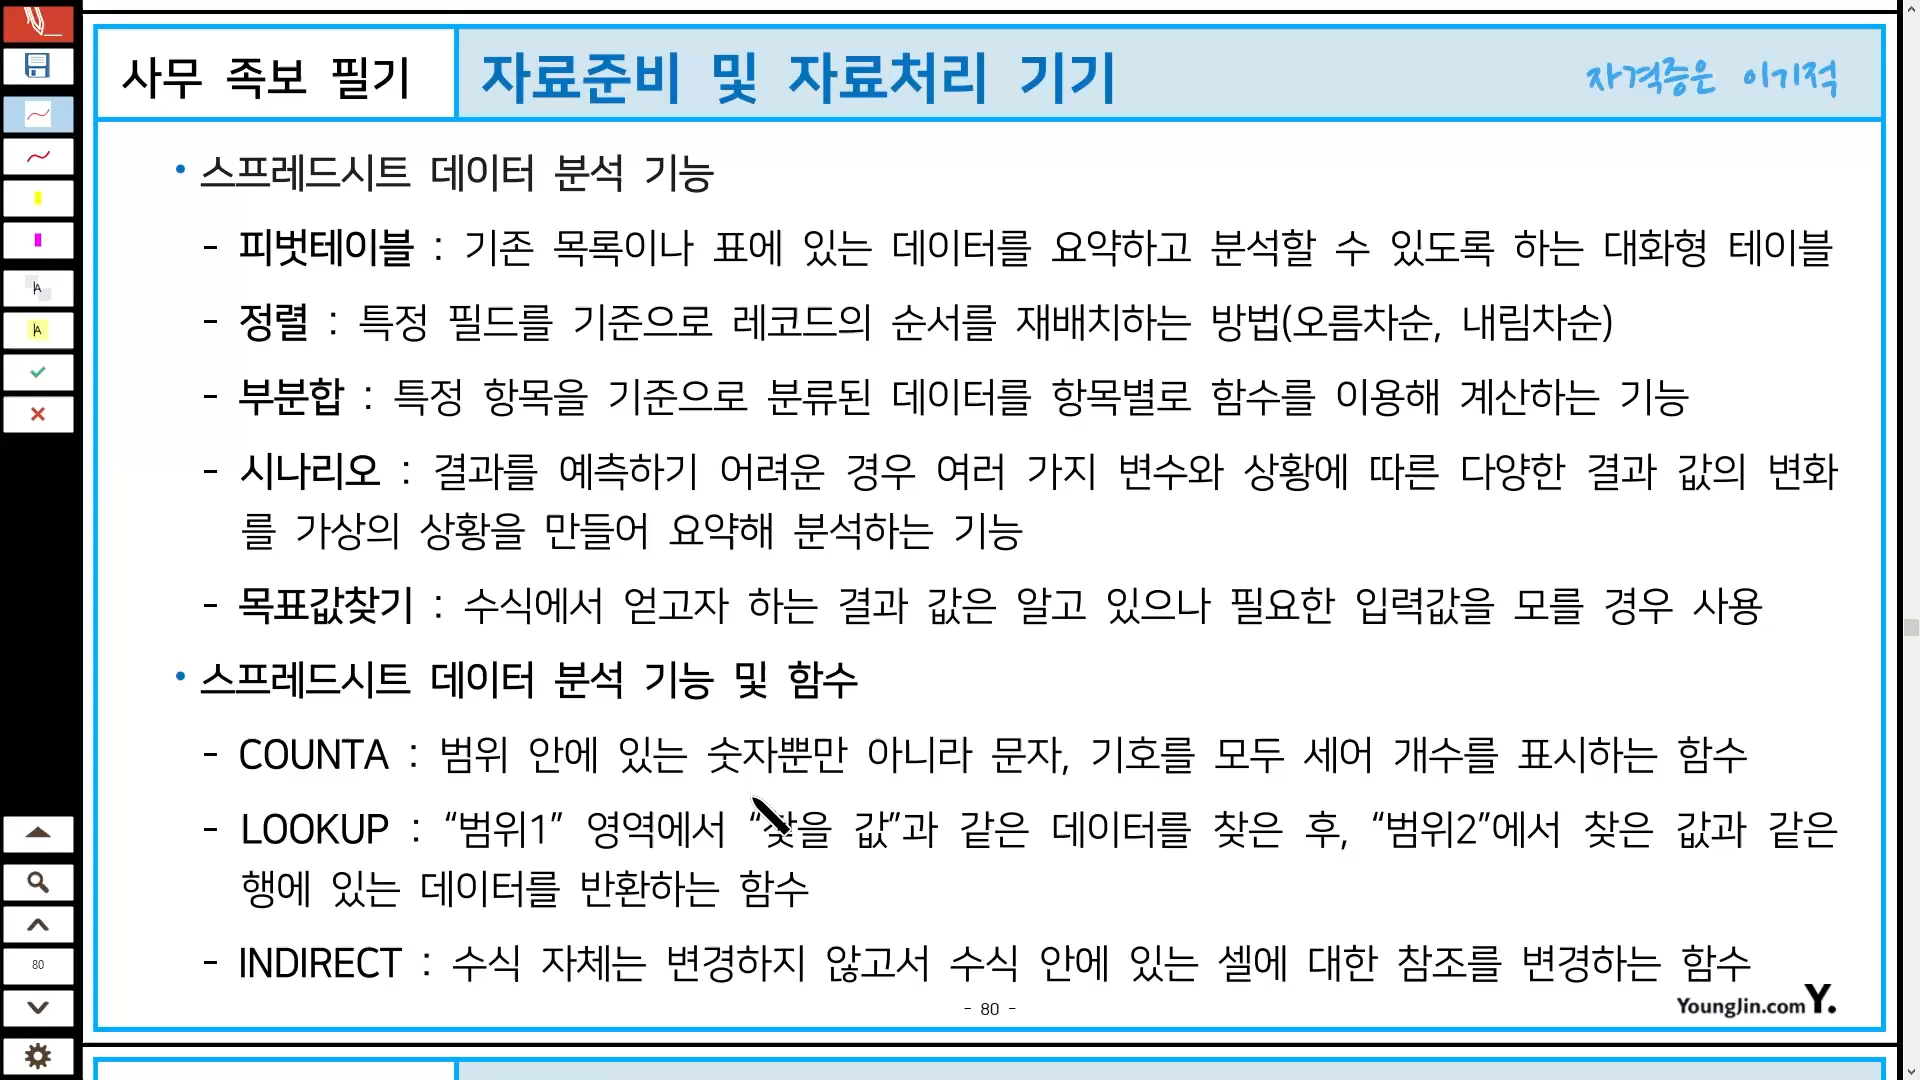 사무 족보 필기
자료준비 및 자료처리 기기
자격증은 이기적
• 스프레드시트 데이터 분석 기능
- 피벗테이블 : 기존 목록이나 표에 있는 데이터를 요약하고 분석할 수 있도록 하는 대화형 테이블
- 정렬 : 특정 필드를 기준으로 레코드의 순서를 재배치하는 방법(오름차순, 내림차순)
- 부분합 : 특정 항목을 기준으로 분류된 데이터를 항목별로 함수를 이용해 계산하는 기능
- 시나리오 : 결과를 예측하기 어려운 경우 여러 가지 변수와 상황에 따른 다양한 결과 값의 변화
를 가상의 상황을 만들어 요약해 분석하는 기능
- 목표값찾기 : 수식에서 얻고자 하는 결과 값은 알고 있으나 필요한 입력값을 모를 경우 사용
• 스프레드시트 데이터 분석 기능 및 함수
- COUNTA : 범위 안에 있는 숫자뿐만 아니라 문자, 기호를 모두 세어 개수를 표시하는 함수
- LOOKUP : “범위1” 영역에서 “찾을 값”과 같은 데이터를 찾은 후, “범위2”에서 찾은 값과 같은
행에 있는 데이터를 반환하는 함수
- INDIRECT : 수식 자체는 변경하지 않고서 수식 안에 있는 셀에 대한 참조를 변경하는 함수
- 80 -
YoungJin.com Y.
A
A
80